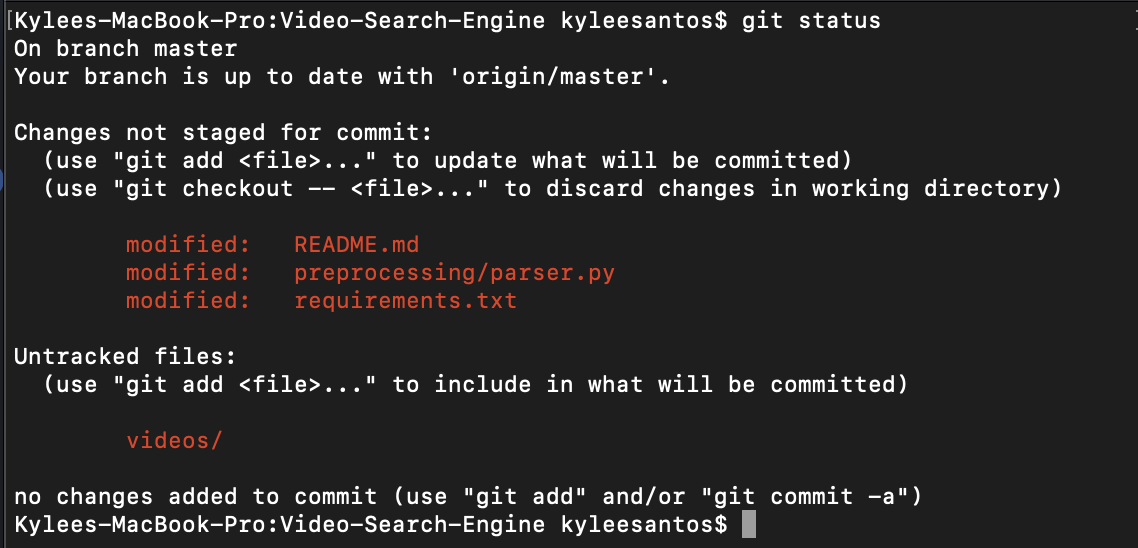 [Kylees-MacBook-Pro:Video-Search-Engine kyleesantos$ git status
On branch master
Your branch is up to date with 'origin/master'.

Changes not staged for commit:
  (use "git add <file>..." to update what will be committed)
  (use "git checkout -- <file>..." to discard changes in working directory)

        modified:   README.md
        modified:   preprocessing/parser.py
        modified:   requirements.txt

Untracked files:
  (use "git add <file>..." to include in what will be committed)

        videos/

no changes added to commit (use "git add" and/or "git commit -a")
Kylees-MacBook-Pro:Video-Search-Engine kyleesantos$